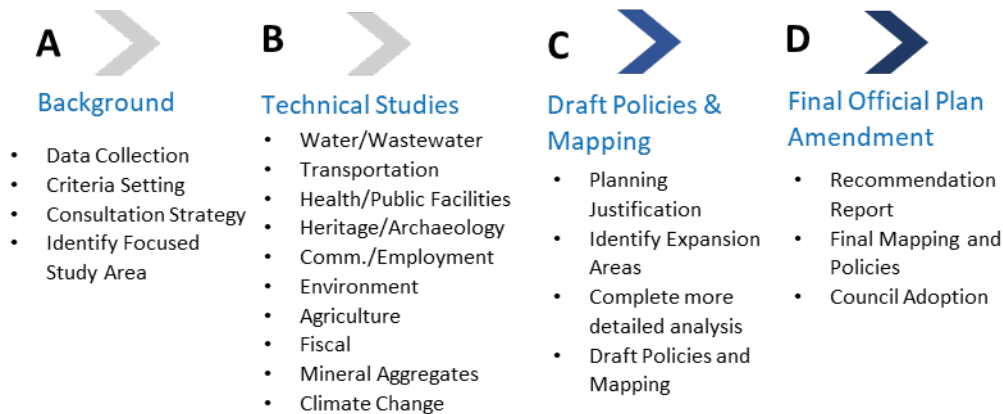 A
Background
• Data Collection
• Criteria Setting
• Consultation Strategy
• Identify Focused
Study Area
B
Technical Studies
• Water/Wastewater
• Transportation
• Health/Public Facilities
• Heritage/Archaeology
• Comm./Employment
• Environment
• Agriculture
• Fiscal
• Mineral Aggregates
• Climate Change
C
Draft Policies &
Mapping
• Planning
Justification
• Identify Expansion
Areas
• Complete more
detailed analysis
• Draft Policies and
Mapping
D
Final Official Plan
Amendment
• Recommendation
Report
• Final Mapping and
Policies
• Council Adoption